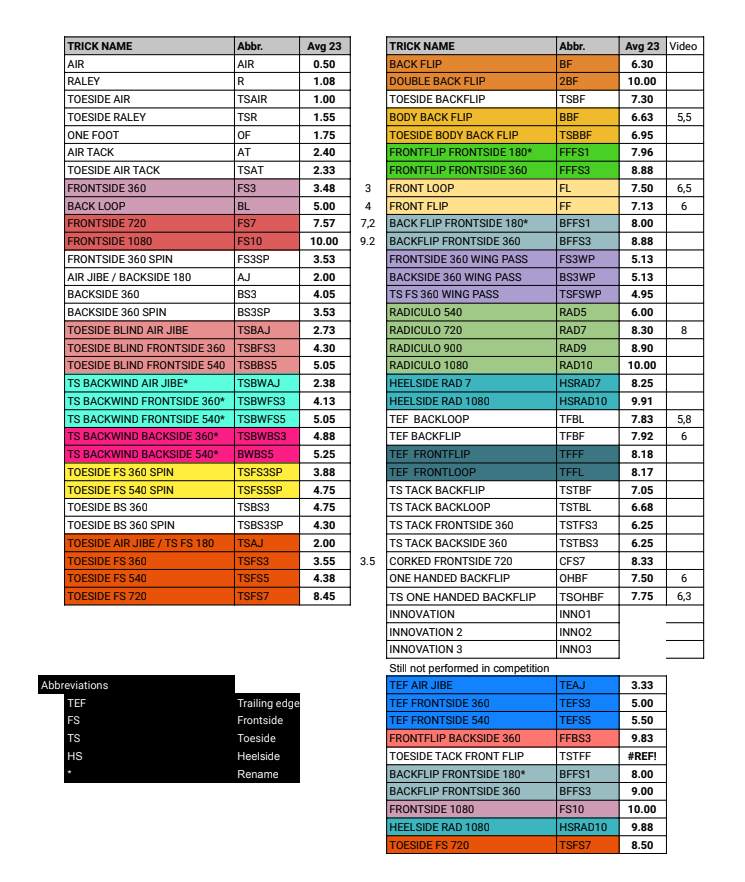 TRICK NAME Abbr. Avg 23
AIR AIR 0.50
RALEY R 1.08
TOESIDE AIR TSAIR 1.00
TOESIDE RALEY TSR 1.55
ONE FOOT OF 1.75
AIR TACK AT 2.40
TOESIDE AIR TACK TSAT 2.33
FRONTSIDE 360 FS3 3.48 3
BACK LOOP BL 5.00 4
FRONTSIDE 720 FS7 7.57 7,2
FRONTSIDE 1080 FS10 10.00 9.2
FRONTSIDE 360 SPIN FS3SP 3.53
AIR JIBE / BACKSIDE 180 AJ 2.00
BACKSIDE 360 BS3 4.05
BACKSIDE 360 SPIN BS3SP 3.53
TOESIDE BLIND AIR JIBE TSBAJ 2.73
TOESIDE BLIND FRONTSIDE 360 TSBFS3 4.30
TOESIDE BLIND FRONTSIDE 540 TSBBS5 5.05
TS BACKWIND AIR JIBE* TSBWAJ 2.38
TS BACKWIND FRONTSIDE 360* TSBWFS3 4.13
TS BACKWIND FRONTSIDE 540* TSBWFS5 5.05
TS BACKWIND BACKSIDE 360* TSBWBS3 4.88
TS BACKWIND BACKSIDE 540* BWBS5 5.25
TOESIDE FS 360 SPIN TSFS3SP 3.88
TOESIDE FS 540 SPIN TSFS5SP 4.75
TOESIDE BS 360 TSBS3 4.75
TOESIDE BS 360 SPIN TSBS3SP 4.30
TOESIDE AIR JIBE / TS FS 180 TSAJ 2.00
TOESIDE FS 360 TSFS3 3.55 3.5
TOESIDE FS 540 TSFS5 4.38
TOESIDE FS 720 TSFS7 8.45
TRICK NAME Abbr. Avg 23 Video
BACK FLIP BF 6.30
DOUBLE BACK FLIP 2BF 10.00
TOESIDE BACKFLIP TSBF 7.30
BODY BACK FLIP BBF 6.63 5,5
TOESIDE BODY BACK FLIP TSBBF 6.95
FRONTFLIP FRONTSIDE 180* FFFS1 7.96
FRONTFLIP FRONTSIDE 360 FFFS3 8.88
FRONT LOOP FL 7.50 6,5
FRONT FLIP FF 7.13 6
BACK FLIP FRONTSIDE 180* BFFS1 8.00
BACKFLIP FRONTSIDE 360 BFFS3 8.88
FRONTSIDE 360 WING PASS FS3WP 5.13
BACKSIDE 360 WING PASS BS3WP 5.13
TS FS 360 WING PASS TSFSWP 4.95
RADICULO 540 RAD5 6.00
RADICULO 720 RAD7 8.30 8
RADICULO 900 RAD9 8.90
RADICULO 1080 RAD10 10.00
HEELSIDE RAD 7 HSRAD7 8.25
HEELSIDE RAD 1080 HSRAD10 9.91
TEF BACKLOOP TFBL 7.83 5,8
TEF BACKFLIP TFBF 7.92 6
TEF FRONTFLIP TFFF 8.18
TEF FRONTLOOP TFFL 8.17
TS TACK BACKFLIP TSTBF 7.05
TS TACK BACKLOOP TSTBL 6.68
TS TACK FRONTSIDE 360 TSTFS3 6.25
TS TACK BACKSIDE 360 TSTBS3 6.25
CORKED FRONTSIDE 720 CFS7 8.33
ONE HANDED BACKFLIP OHBF 7.50 6
TS ONE HANDED BACKFLIP TSOHBF 7.75 6,3
INNOVATION INNO1
INNOVATION 2 INNO2
INNOVATION 3 INNO3
Still not performed in competition
TEF AIR JIBE TEAJ 3.33
TEF FRONTSIDE 360 TEFS3 5.00
TEF FRONTSIDE 540 TEFS5 5.50
FRONTFLIP BACKSIDE 360 FFBS3 9.83
TOESIDE TACK FRONT FLIP TSTFF #REF!
BACKFLIP FRONTSIDE 180* BFFS1 8.00
BACKFLIP FRONTSIDE 360 BFFS3 9.00
FRONTSIDE 1080 FS10 10.00
HEELSIDE RAD 1080 HSRAD10 9.88
TOESIDE FS 720 TSFS7 8.50
Abbreviations
TEF Trailing edge
FS Frontside
TS Toeside
HS Heelside
* Rename